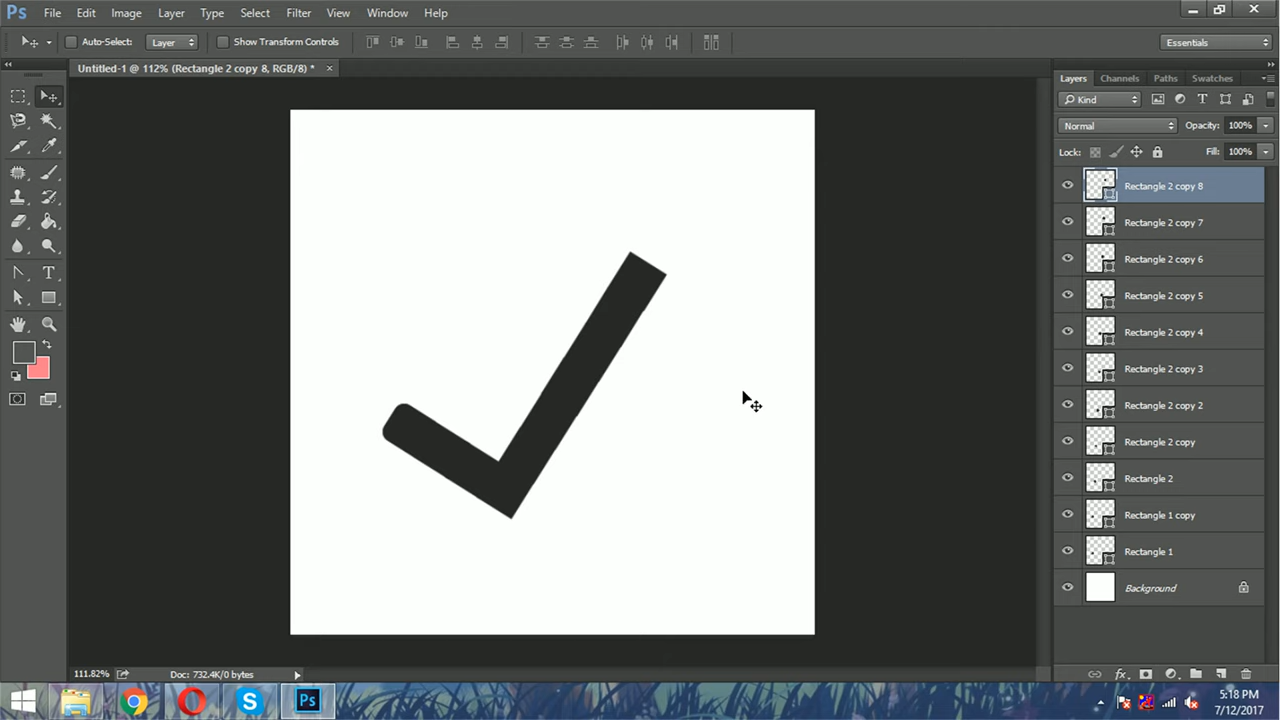 Ps File Edit Image Layer Type Select Filter View Window Help
Auto-Select: Layer Show Transform Controls Essentials
Untitled-1 @ 112% (Rectangle 2 copy 8, RGB/8) * ×
Layers Channels Paths Swatches
Kind T
Normal Opacity: 100%
Lock: Fill: 100%
Rectangle 2 copy 8
Rectangle 2 copy 7
Rectangle 2 copy 6
Rectangle 2 copy 5
Rectangle 2 copy 4
Rectangle 2 copy 3
Rectangle 2 copy 2
Rectangle 2 copy
Rectangle 2
Rectangle 1 copy
Rectangle 1
Background
T
111.82% Doc: 732.4K/0 bytes
fx
S Ps 5:18 PM
7/12/2017